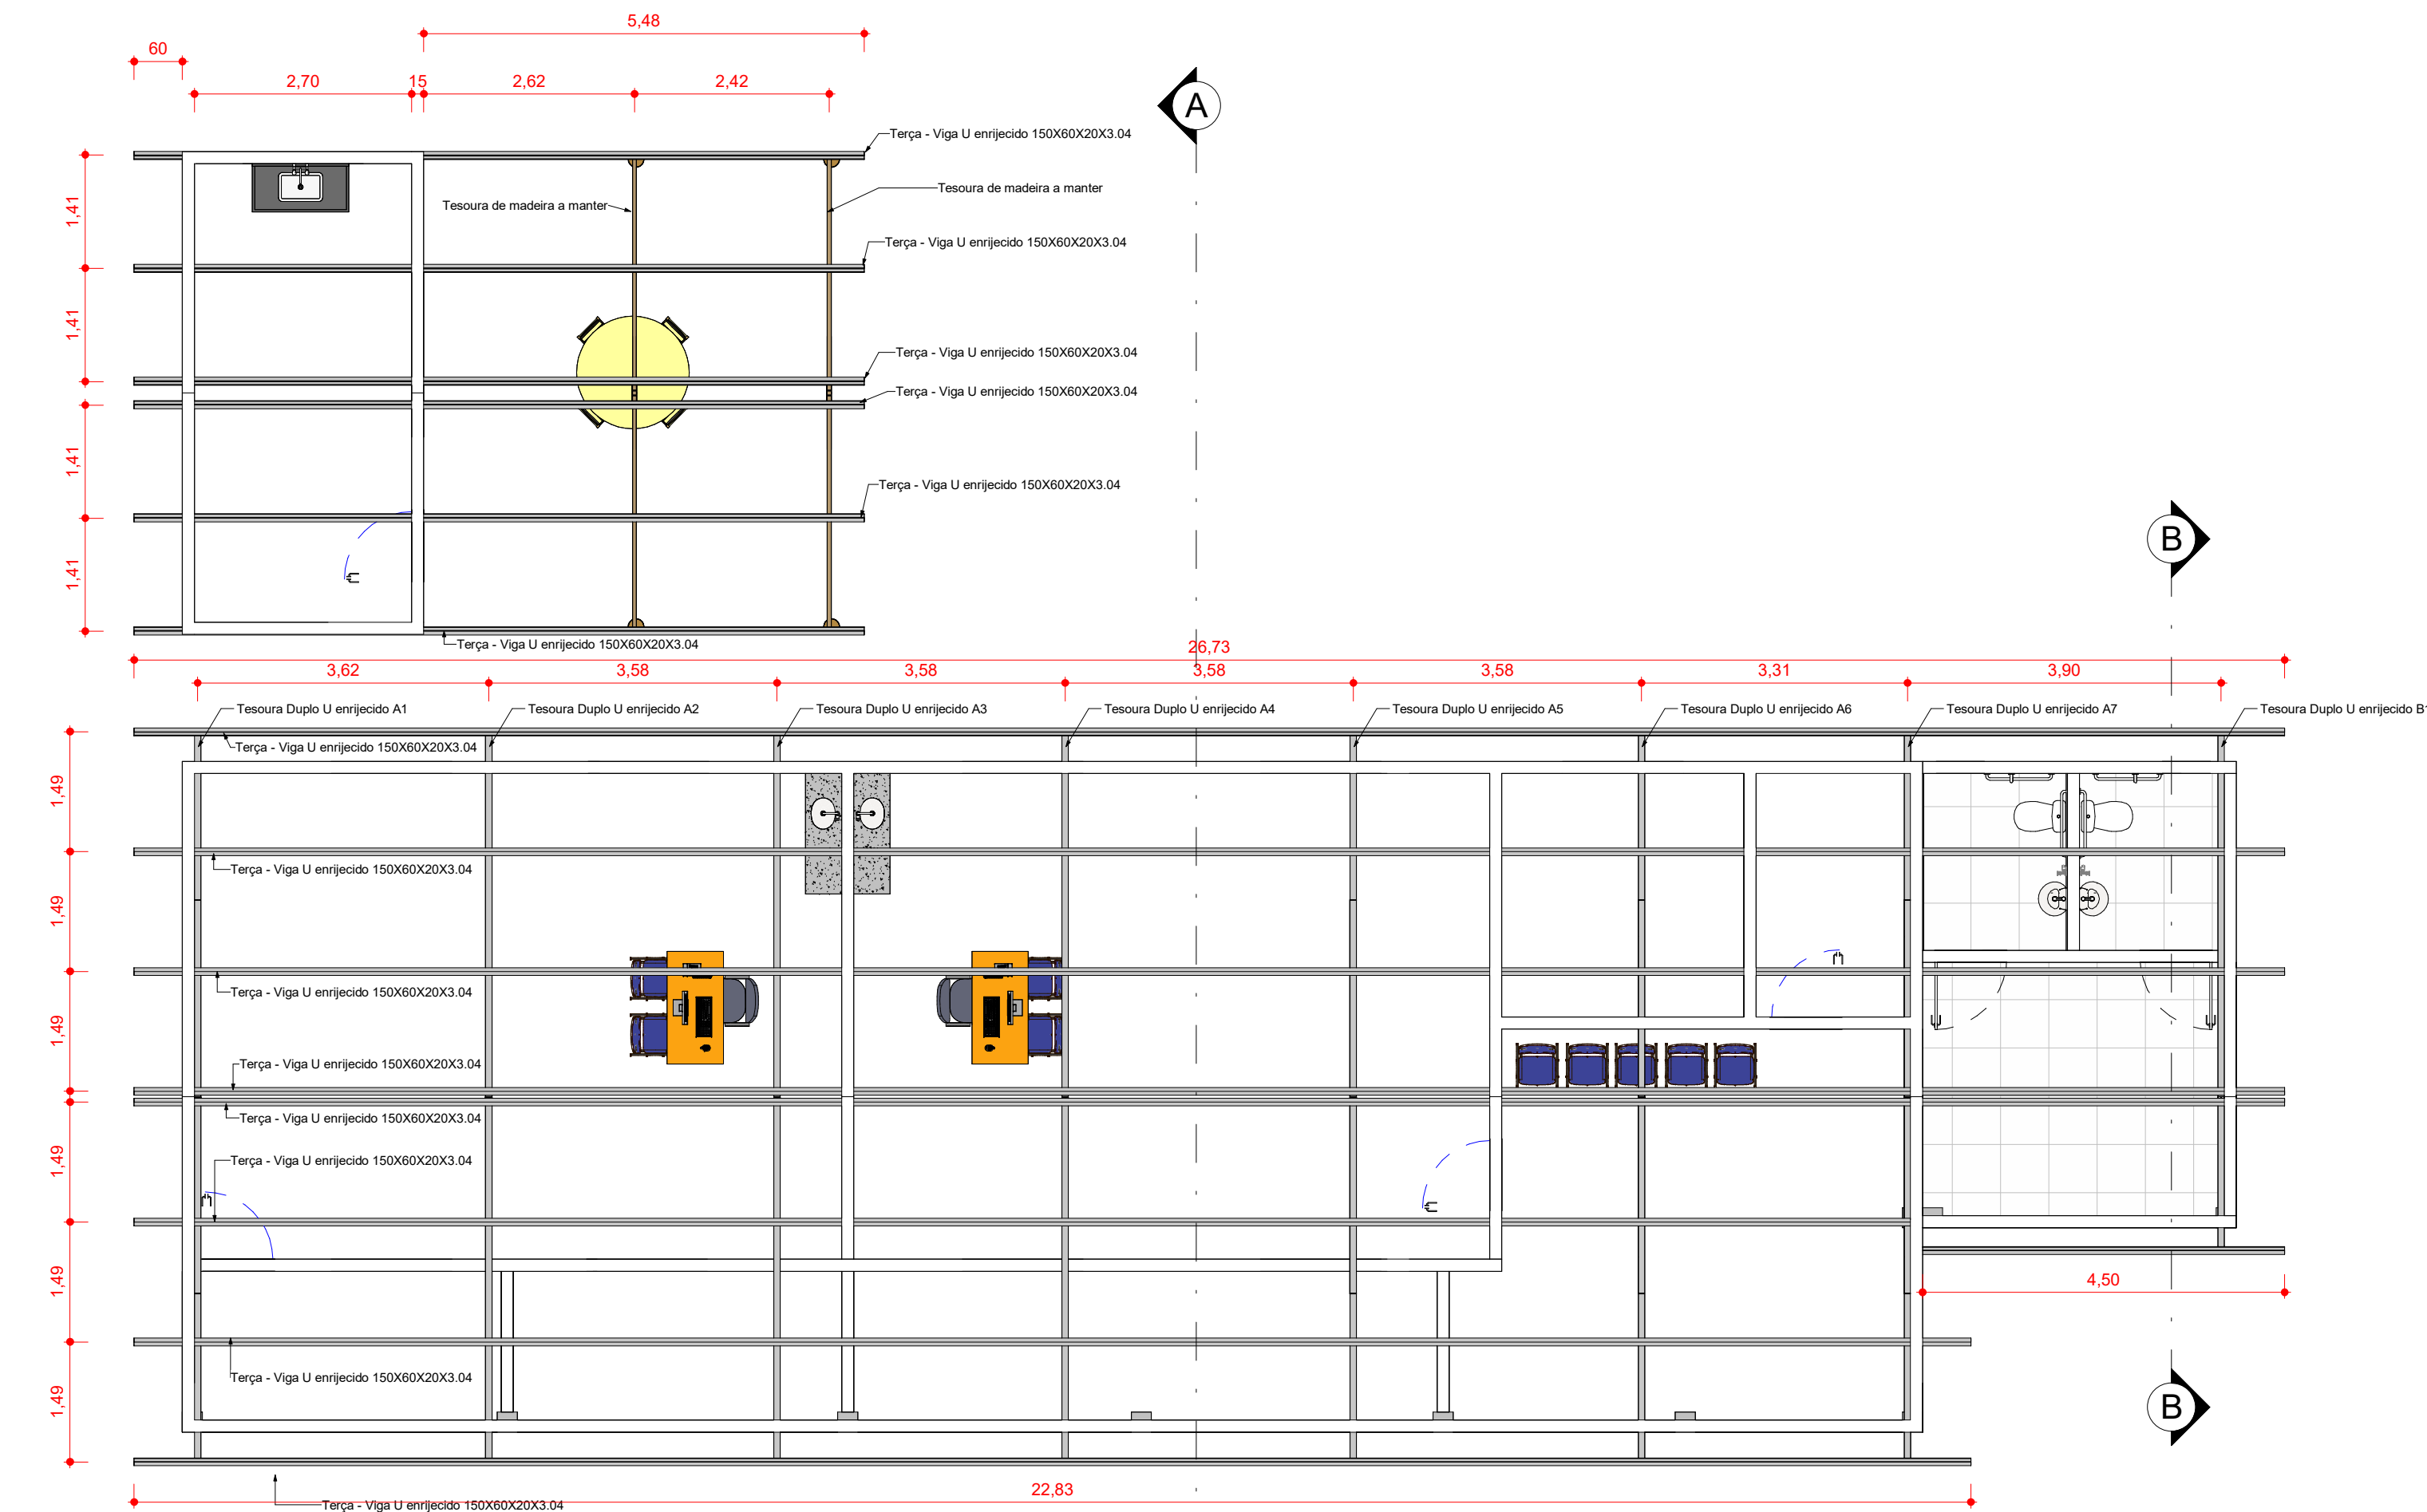 5,48
60
2,70
15
2,62
2,42
A
Terça - Viga U enrijecido 150X60X20X3.04
Tesoura de madeira a manter
Tesoura de madeira a manter
1,41
Terça - Viga U enrijecido 150X60X20X3.04
1,41
Terça - Viga U enrijecido 150X60X20X3.04
Terça - Viga U enrijecido 150X60X20X3.04
1,41
Terça - Viga U enrijecido 150X60X20X3.04
B
1,41
Terça - Viga U enrijecido 150X60X20X3.04
26,73
3,62
3,58
3,58
3,58
3,58
3,31
3,90
Tesoura Duplo U enrijecido A1
Tesoura Duplo U enrijecido A2
Tesoura Duplo U enrijecido A3
Tesoura Duplo U enrijecido A4
Tesoura Duplo U enrijecido A5
Tesoura Duplo U enrijecido A6
Tesoura Duplo U enrijecido A7
Tesoura Duplo U enrijecido B1
Terça - Viga U enrijecido 150X60X20X3.04
1,49
Terça - Viga U enrijecido 150X60X20X3.04
1,49
Terça - Viga U enrijecido 150X60X20X3.04
1,49
Terça - Viga U enrijecido 150X60X20X3.04
Terça - Viga U enrijecido 150X60X20X3.04
1,49
Terça - Viga U enrijecido 150X60X20X3.04
1,49
4,50
Terça - Viga U enrijecido 150X60X20X3.04
1,49
B
22,83
Terça - Viga U enrijecido 150X60X20X3.04